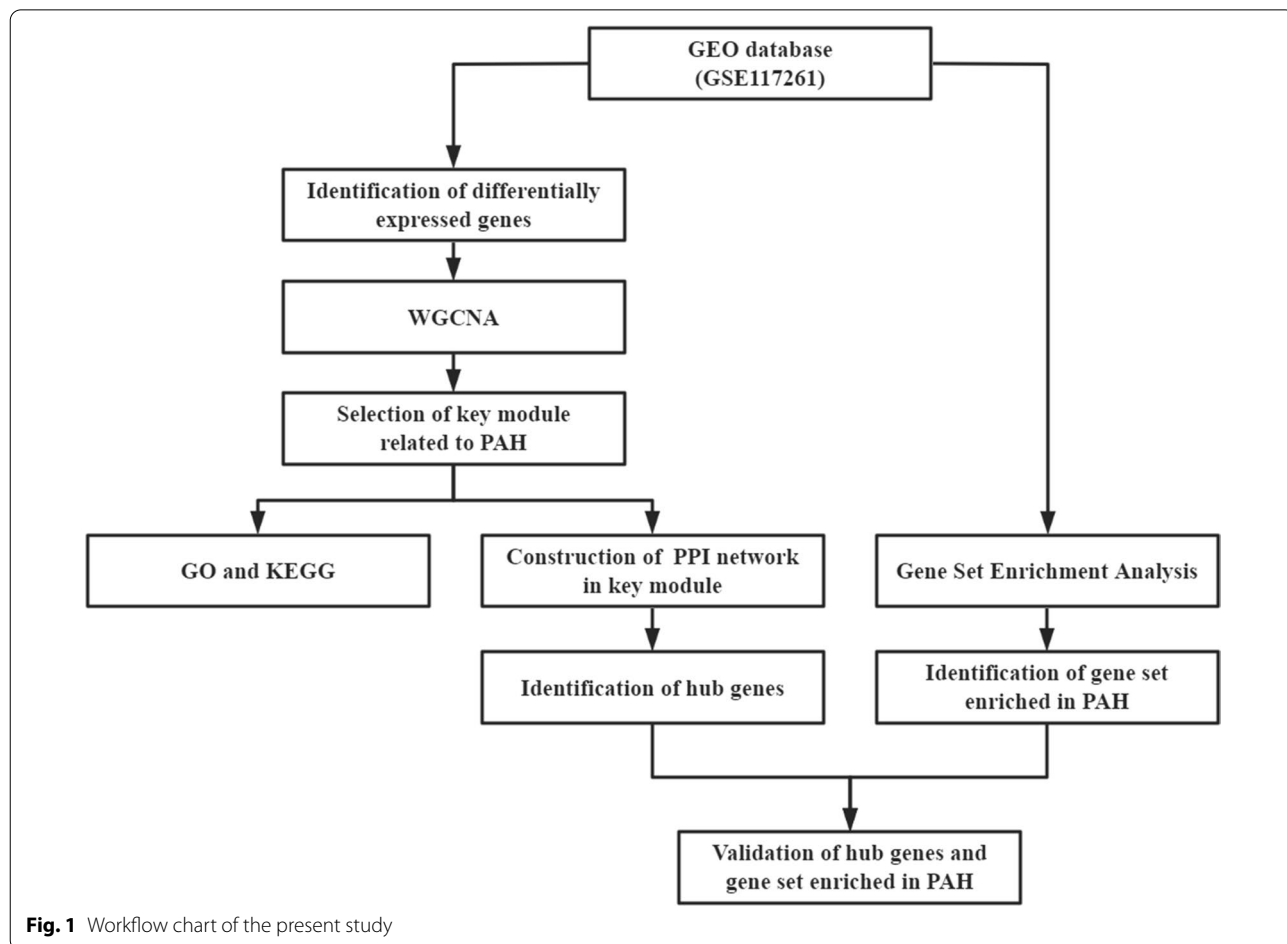 GEO database
(GSE117261)
Identification of differentially
expressed genes
WGCNA
Selection of key module
related to PAH
GO and KEGG
Construction of PPI network
in key module
Gene Set Enrichment Analysis
Identification of hub genes
Identification of gene set
enriched in PAH
Validation of hub genes and
gene set enriched in PAH
Fig. 1 Workflow chart of the present study